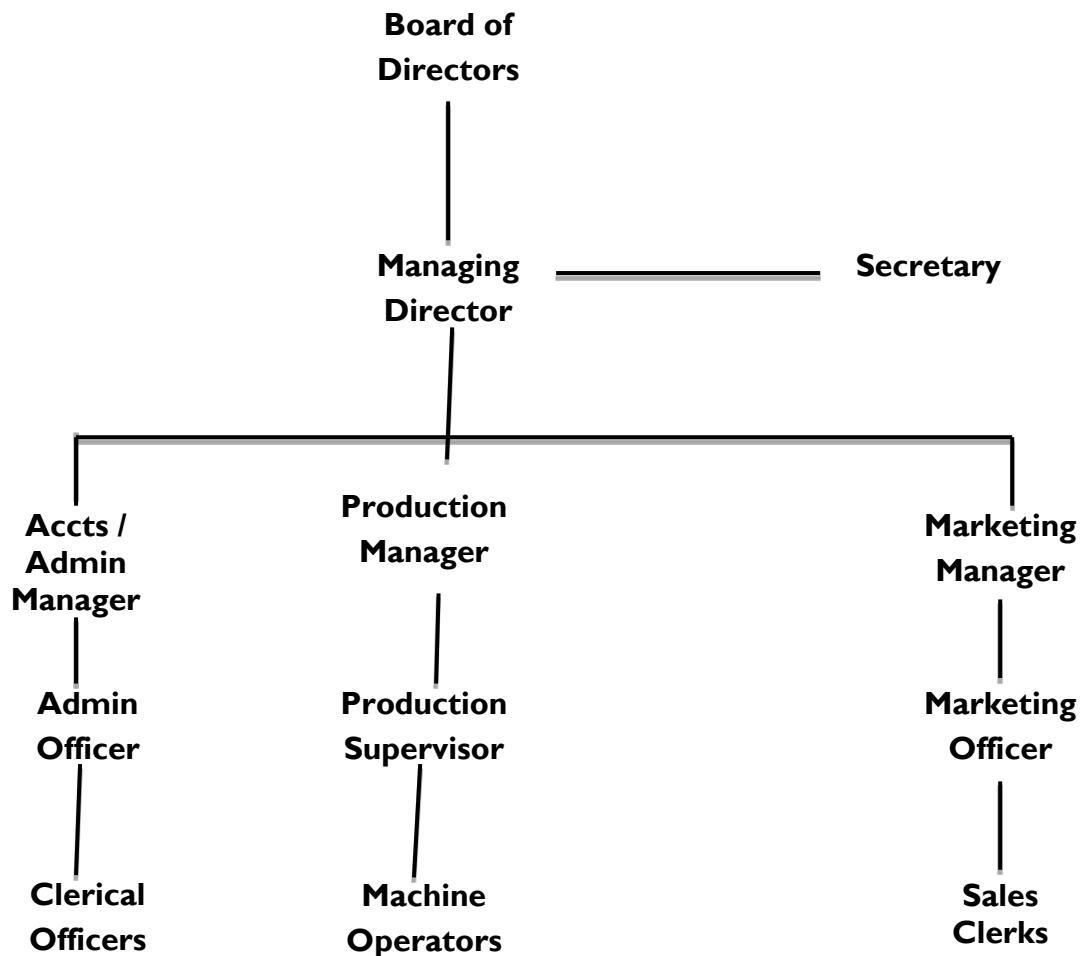 Board of
Directors
Managing
Director
Secretary
Accts /
Admin
Manager
Production
Manager
Marketing
Manager
Admin
Officer
Production
Supervisor
Marketing
Officer
Clerical
Officers
Machine
Operators
Sales
Clerks